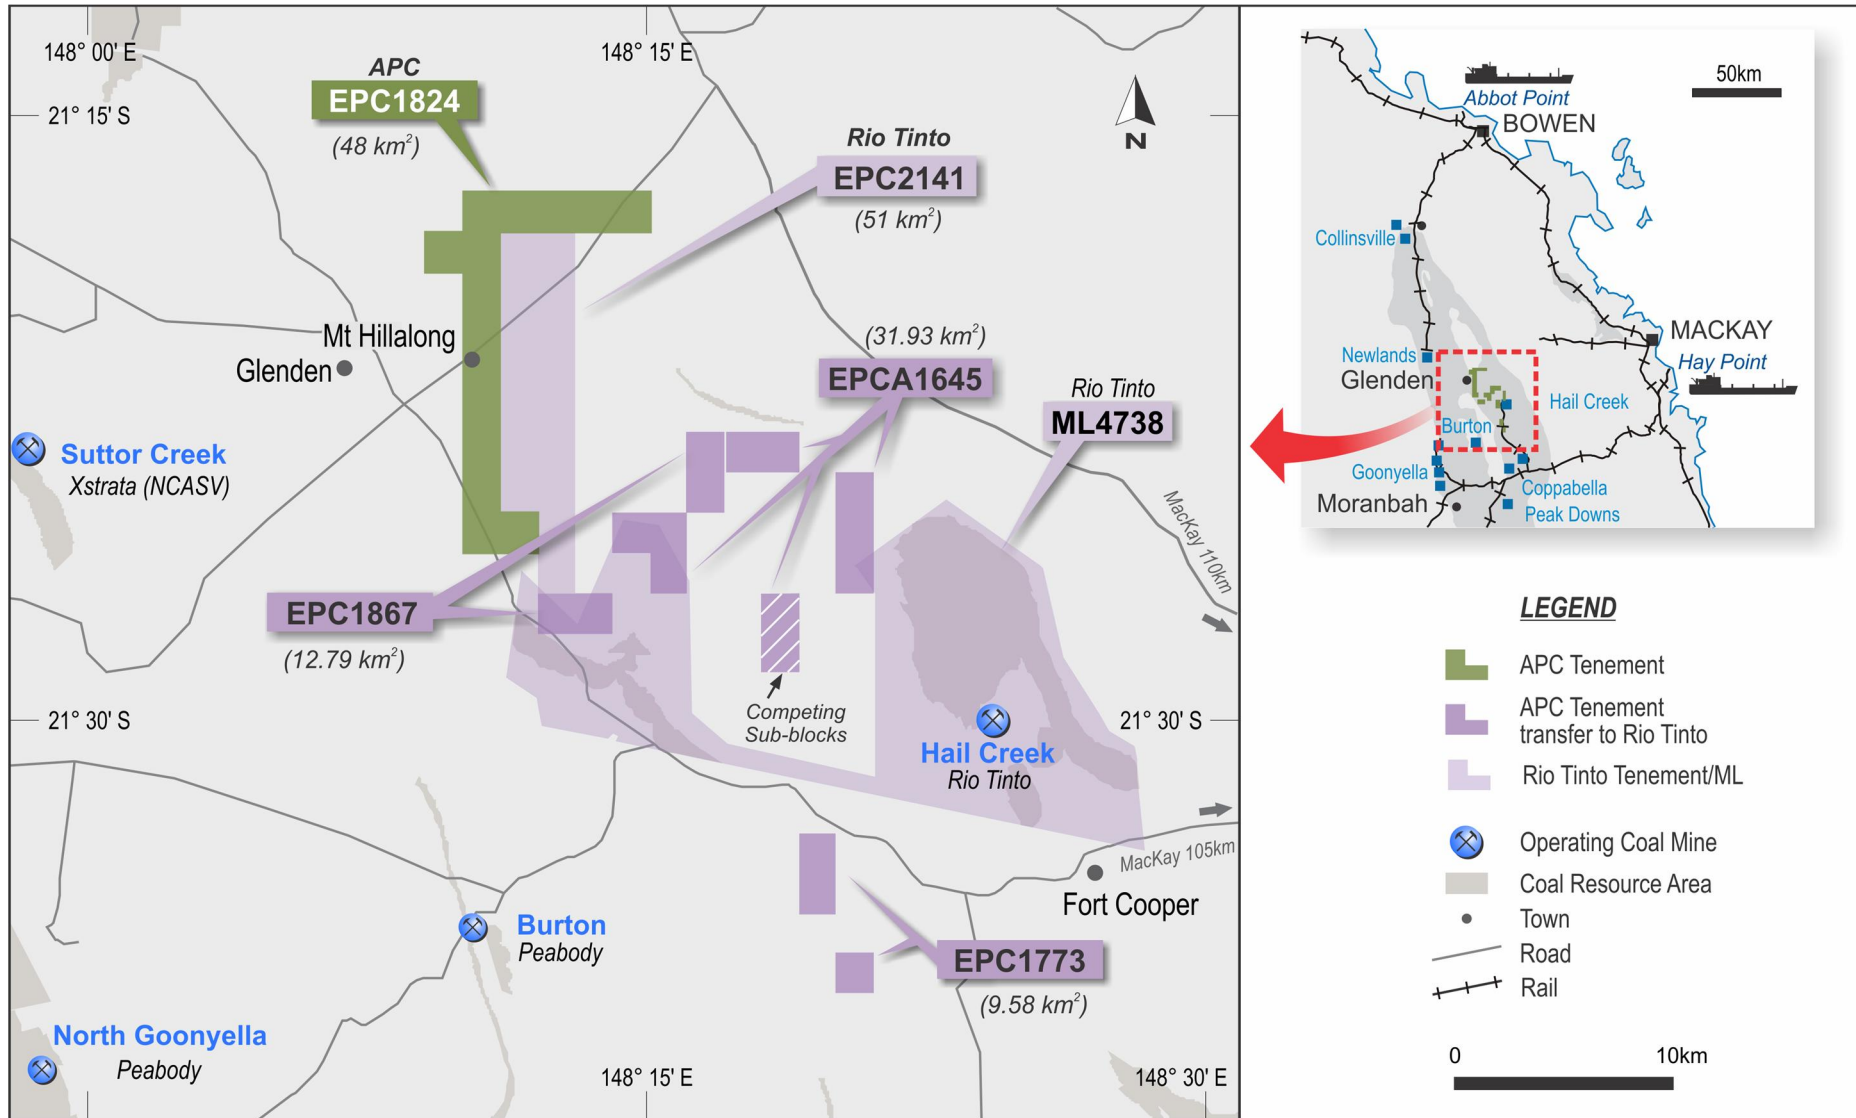 148° 00' E
148° 15' E
21° 15' S
APC
EPC1824
(48 km²)
Rio Tinto
EPC2141
(51 km²)
N
Mt Hillalong
Glenden
(31.93 km²)
EPCA1645
Rio Tinto
ML4738
Suttor Creek
Xstrata (NCASV)
MacKay 110km
EPC1867
(12.79 km²)
Competing
Sub-blocks
21° 30' S
21° 30' S
Hail Creek
Rio Tinto
MacKay 105km
Fort Cooper
Burton
Peabody
EPC1773
(9.58 km²)
North Goonyella
Peabody
148° 15' E
148° 30' E
50km
Abbot Point
BOWEN
Collinsville
MACKAY
Hay Point
Newlands
Glenden
Hail Creek
Burton
Goonyella
Coppabella
Moranbah
Peak Downs
LEGEND
APC Tenement
APC Tenement
transfer to Rio Tinto
Rio Tinto Tenement/ML
Operating Coal Mine
Coal Resource Area
Town
Road
Rail
0
10km